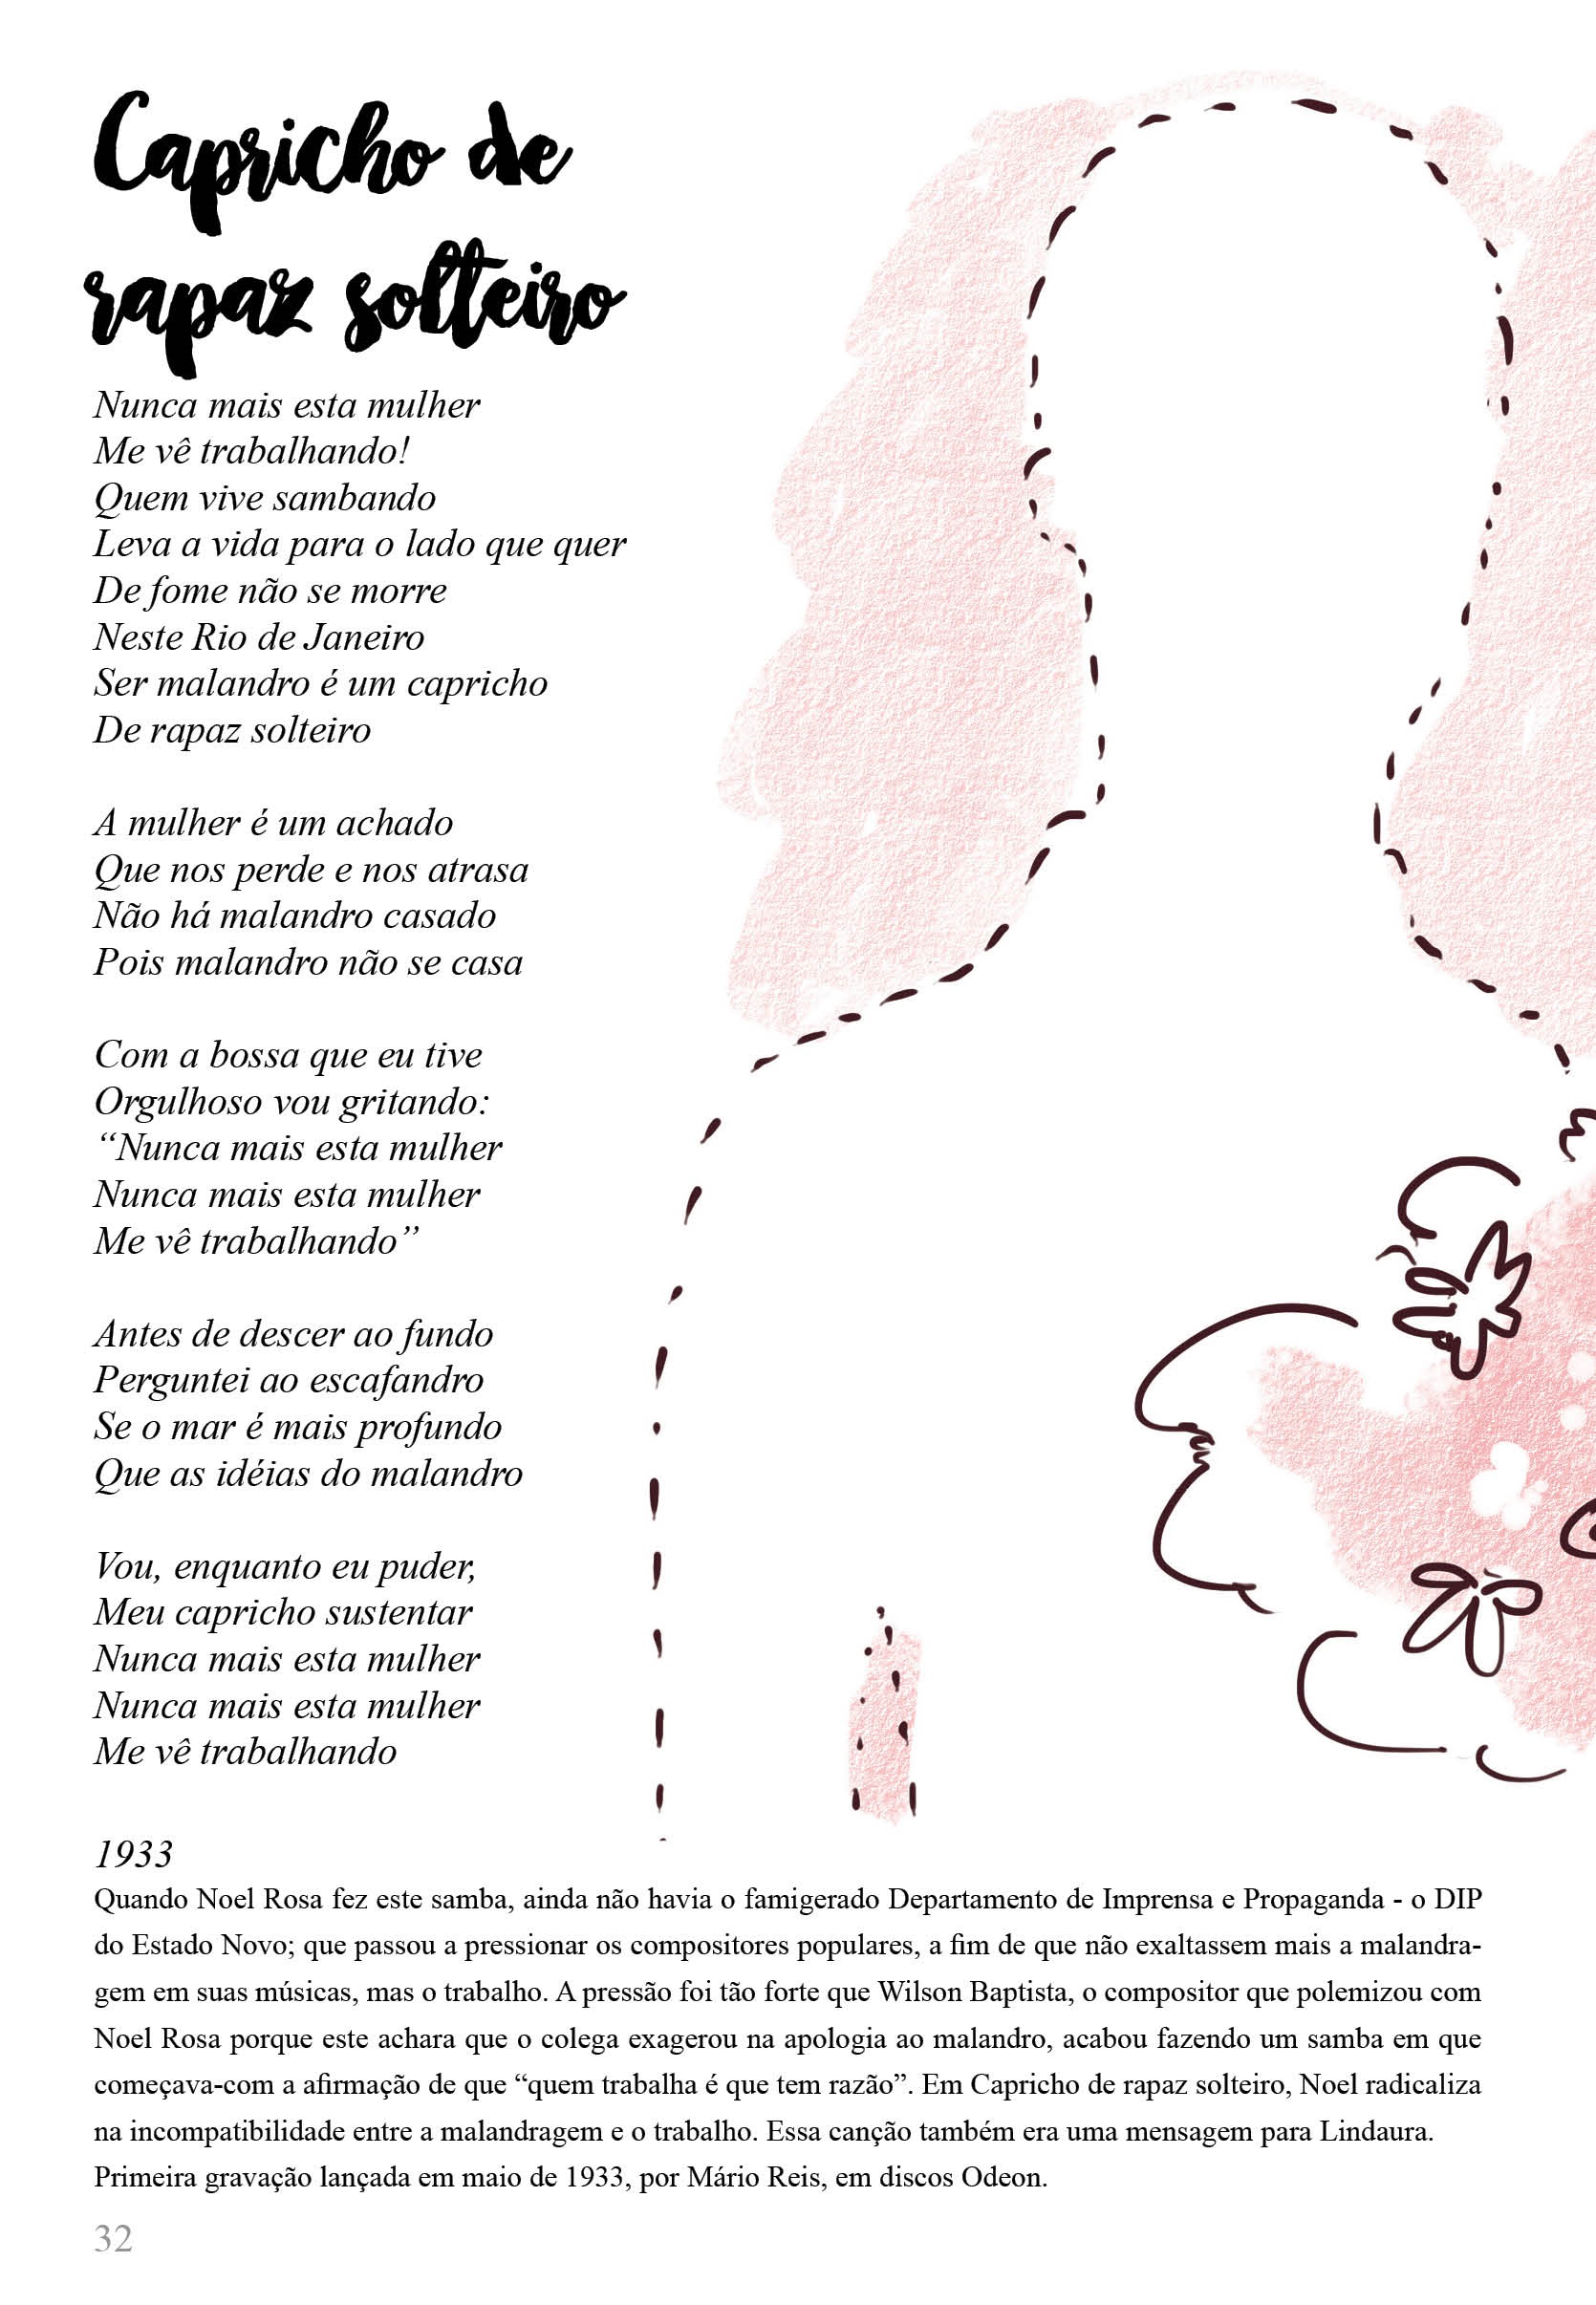 Capricho de
rapaz solteiro
Nunca mais esta mulher
Me vê trabalhando!
Quem vive sambando
Leva a vida para o lado que quer
De fome não se morre
Neste Rio de Janeiro
Ser malandro é um capricho
De rapaz solteiro
A mulher é um achado
Que nos perde e nos atrasa
Não há malandro casado
Pois malandro não se casa
Com a bossa que eu tive
Orgulhoso vou gritando:
“Nunca mais esta mulher
Nunca mais esta mulher
Me vê trabalhando”
Antes de descer ao fundo
Perguntei ao escafandro
Se o mar é mais profundo
Que as idéias do malandro
Vou, enquanto eu puder,
Meu capricho sustentar
Nunca mais esta mulher
Nunca mais esta mulher
Me vê trabalhando
1933
Quando Noel Rosa fez este samba, ainda não havia o famigerado Departamento de Imprensa e Propaganda - o DIP
do Estado Novo; que passou a pressionar os compositores populares, a fim de que não exaltassem mais a malandra-
gem em suas músicas, mas o trabalho. A pressão foi tão forte que Wilson Baptista, o compositor que polemizou com
Noel Rosa porque este achara que o colega exagerou na apologia ao malandro, acabou fazendo um samba em que
começava-com a afirmação de que “quem trabalha é que tem razão”. Em Capricho de rapaz solteiro, Noel radicaliza
na incompatibilidade entre a malandragem e o trabalho. Essa canção também era uma mensagem para Lindaura.
Primeira gravação lançada em maio de 1933, por Mário Reis, em discos Odeon.
32